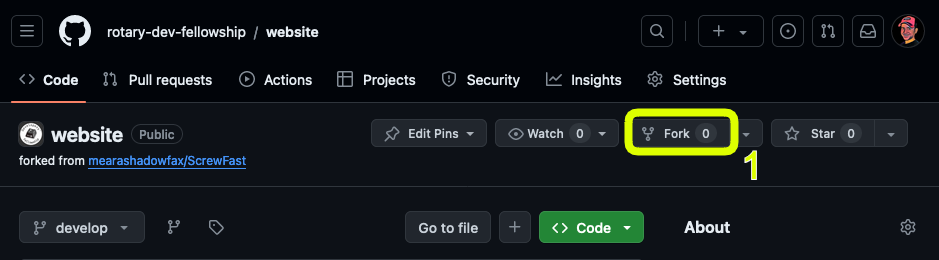 rotary-dev-fellowship / website
Code Pull requests Actions Projects Security Insights Settings
website Public Edit Pins Watch 0 Fork 0 Star 0
forked from mearashadowfax/ScrewFast
1
develop Go to file Code About